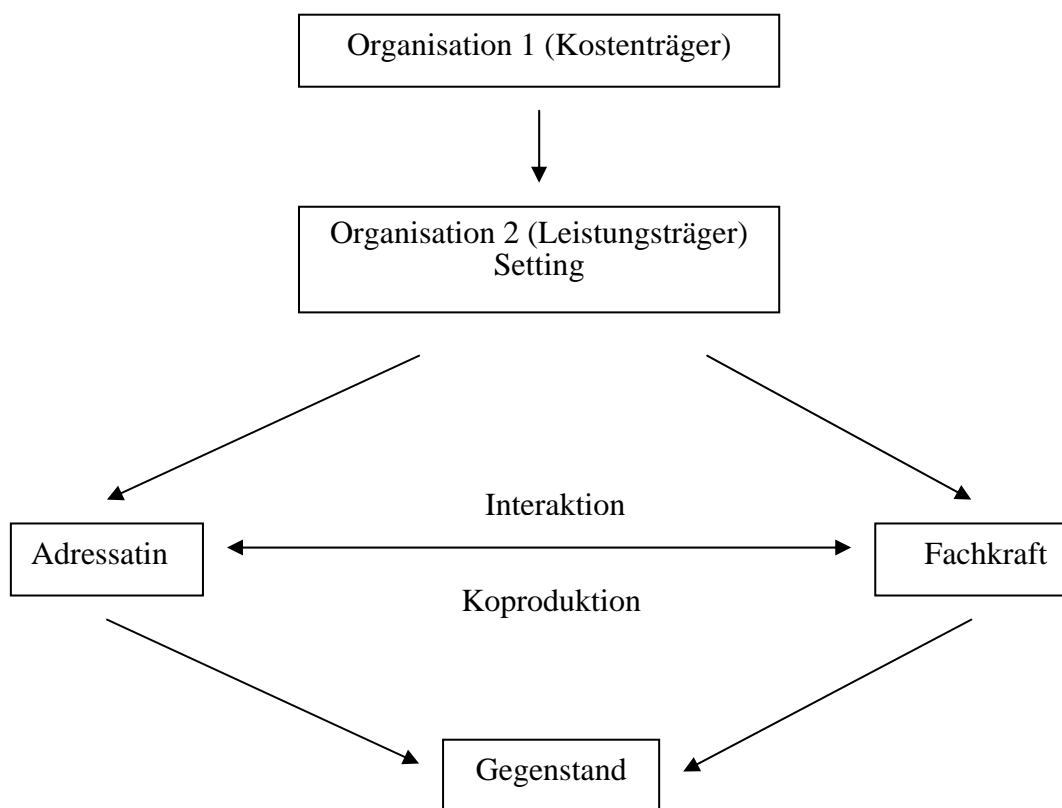 Organisation 1 (Kostenträger)
Organisation 2 (Leistungsträger)
Setting
Interaktion
Adressatin
Fachkraft
Koproduktion
Gegenstand